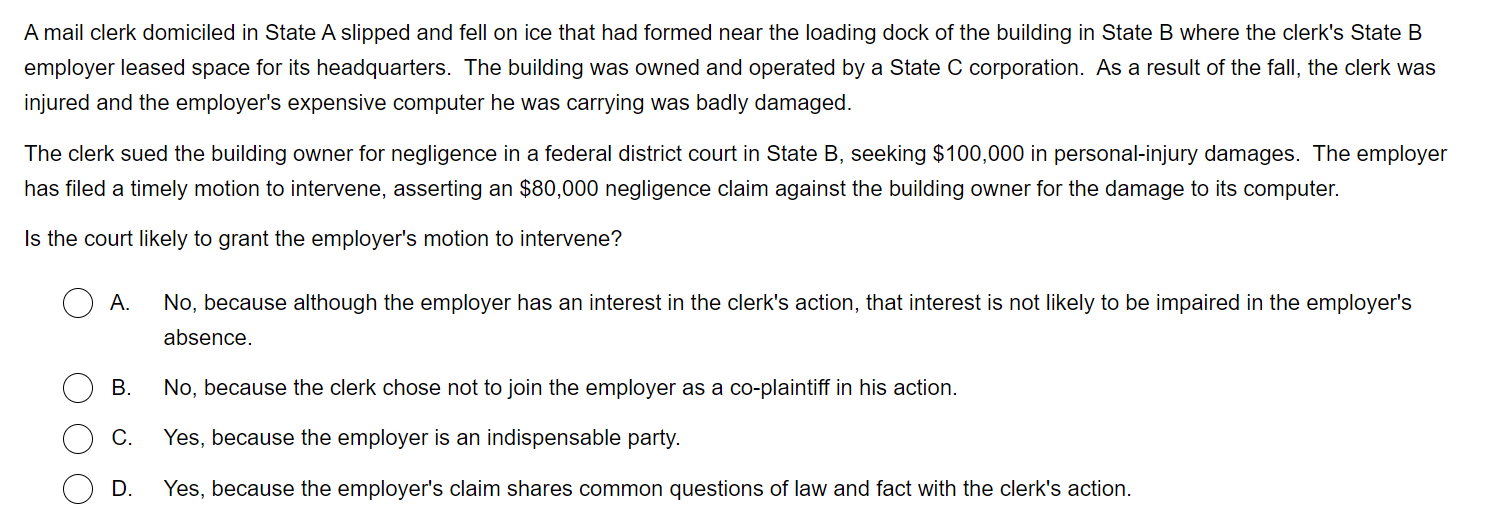 A mail clerk domiciled in State A slipped and fell on ice that had formed near the loading dock of the building in State B where the clerk's State B
employer leased space for its headquarters.  The building was owned and operated by a State C corporation.  As a result of the fall, the clerk was
injured and the employer's expensive computer he was carrying was badly damaged.
The clerk sued the building owner for negligence in a federal district court in State B, seeking $100,000 in personal-injury damages.  The employer
has filed a timely motion to intervene, asserting an $80,000 negligence claim against the building owner for the damage to its computer.
Is the court likely to grant the employer's motion to intervene?
A. No, because although the employer has an interest in the clerk's action, that interest is not likely to be impaired in the employer's
absence.
B. No, because the clerk chose not to join the employer as a co-plaintiff in his action.
C. Yes, because the employer is an indispensable party.
D. Yes, because the employer's claim shares common questions of law and fact with the clerk's action.